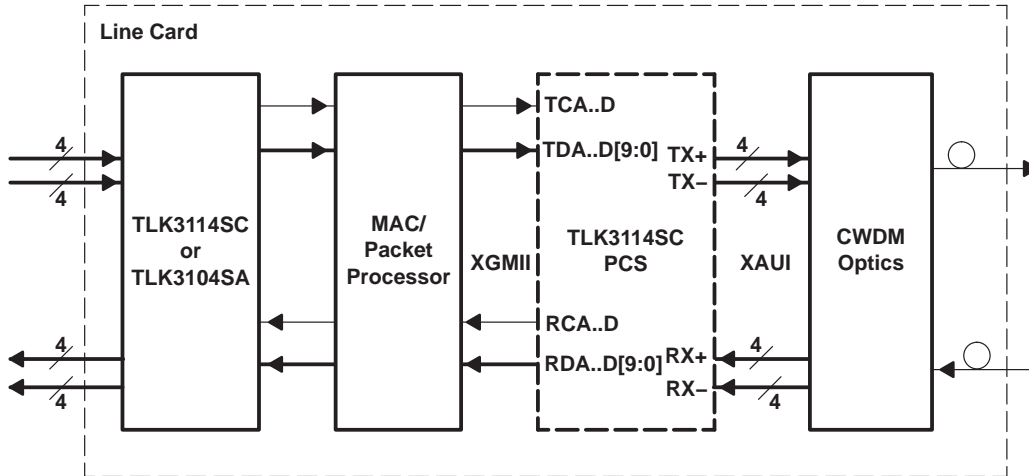 Line Card
4
4
TLK3114SC
or
TLK3104SA
4
4
MAC/
Packet
Processor
XGMII
TCA..D
TDA..D[9:0]
TX+
TX−
TLK3114SC
PCS
RCA..D
RDA..D[9:0]
RX+
RX−
4
4
XAUI
4
4
CWDM
Optics